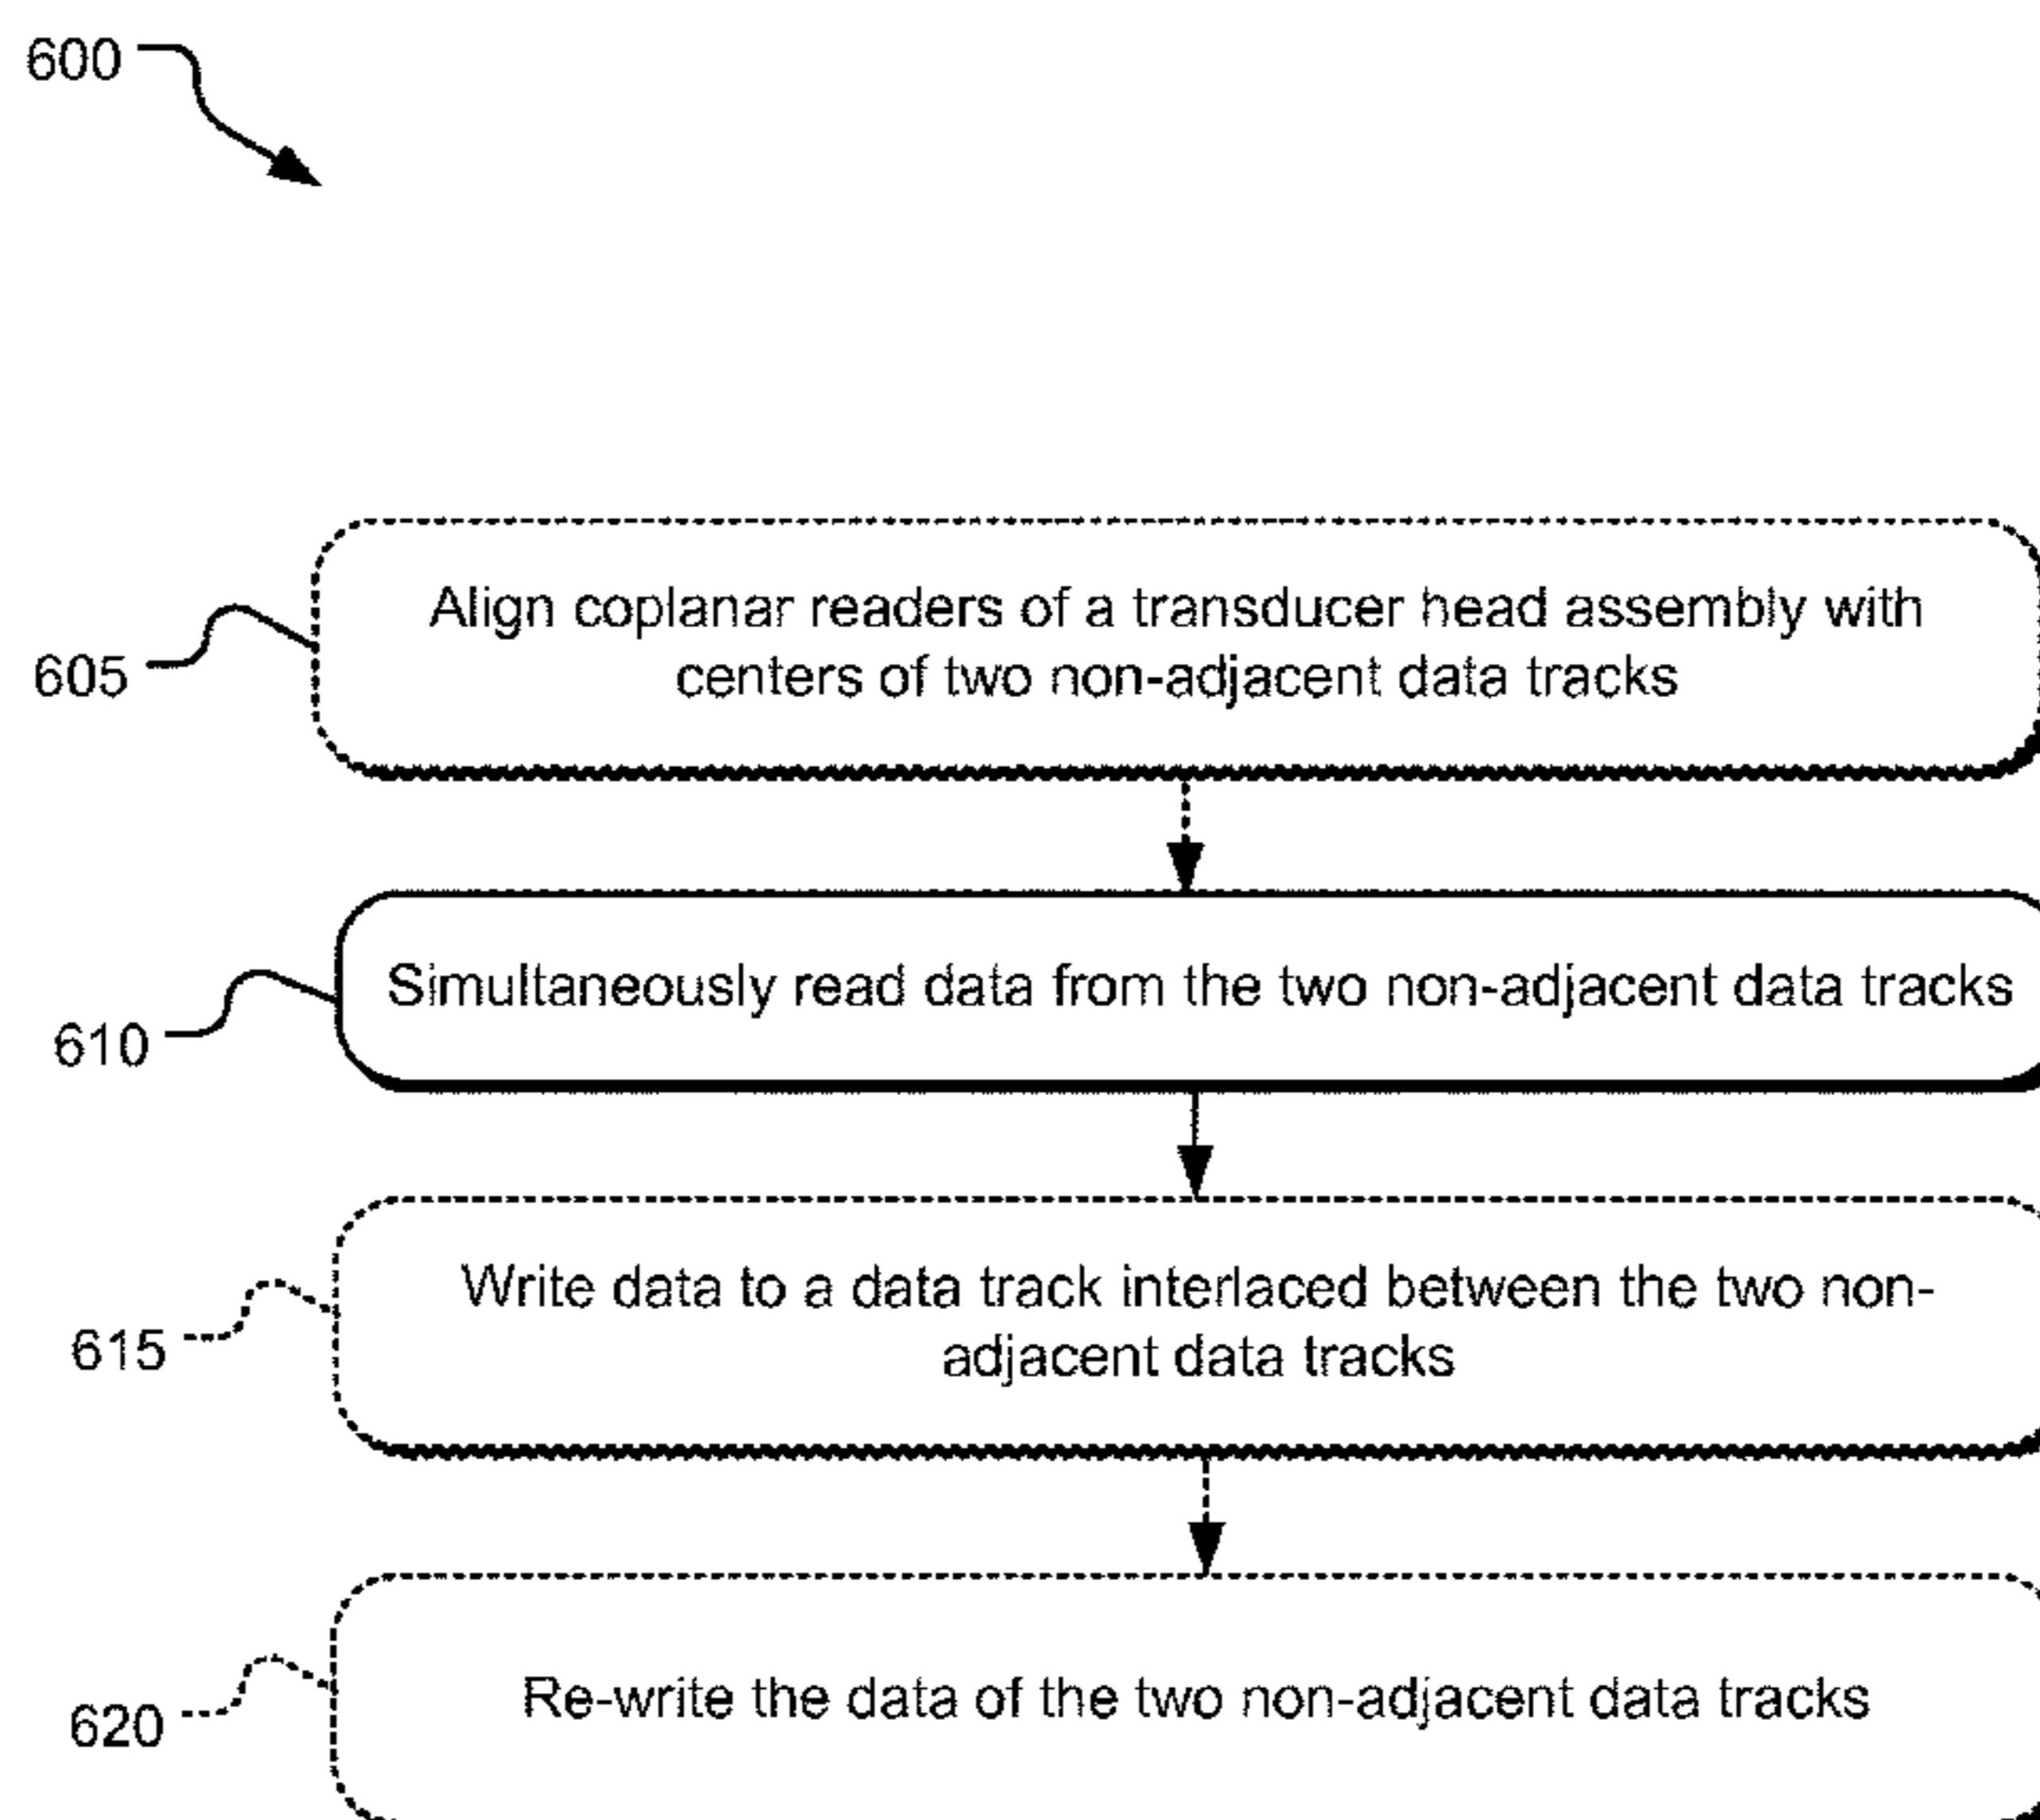 600
Align coplanar readers of a transducer head assembly with
centers of two non-adjacent data tracks
605
Simultaneously read data from the two non-adjacent data tracks
610
Write data to a data track interlaced between the two non-
adjacent data tracks
615
Re-write the data of the two non-adjacent data tracks
620